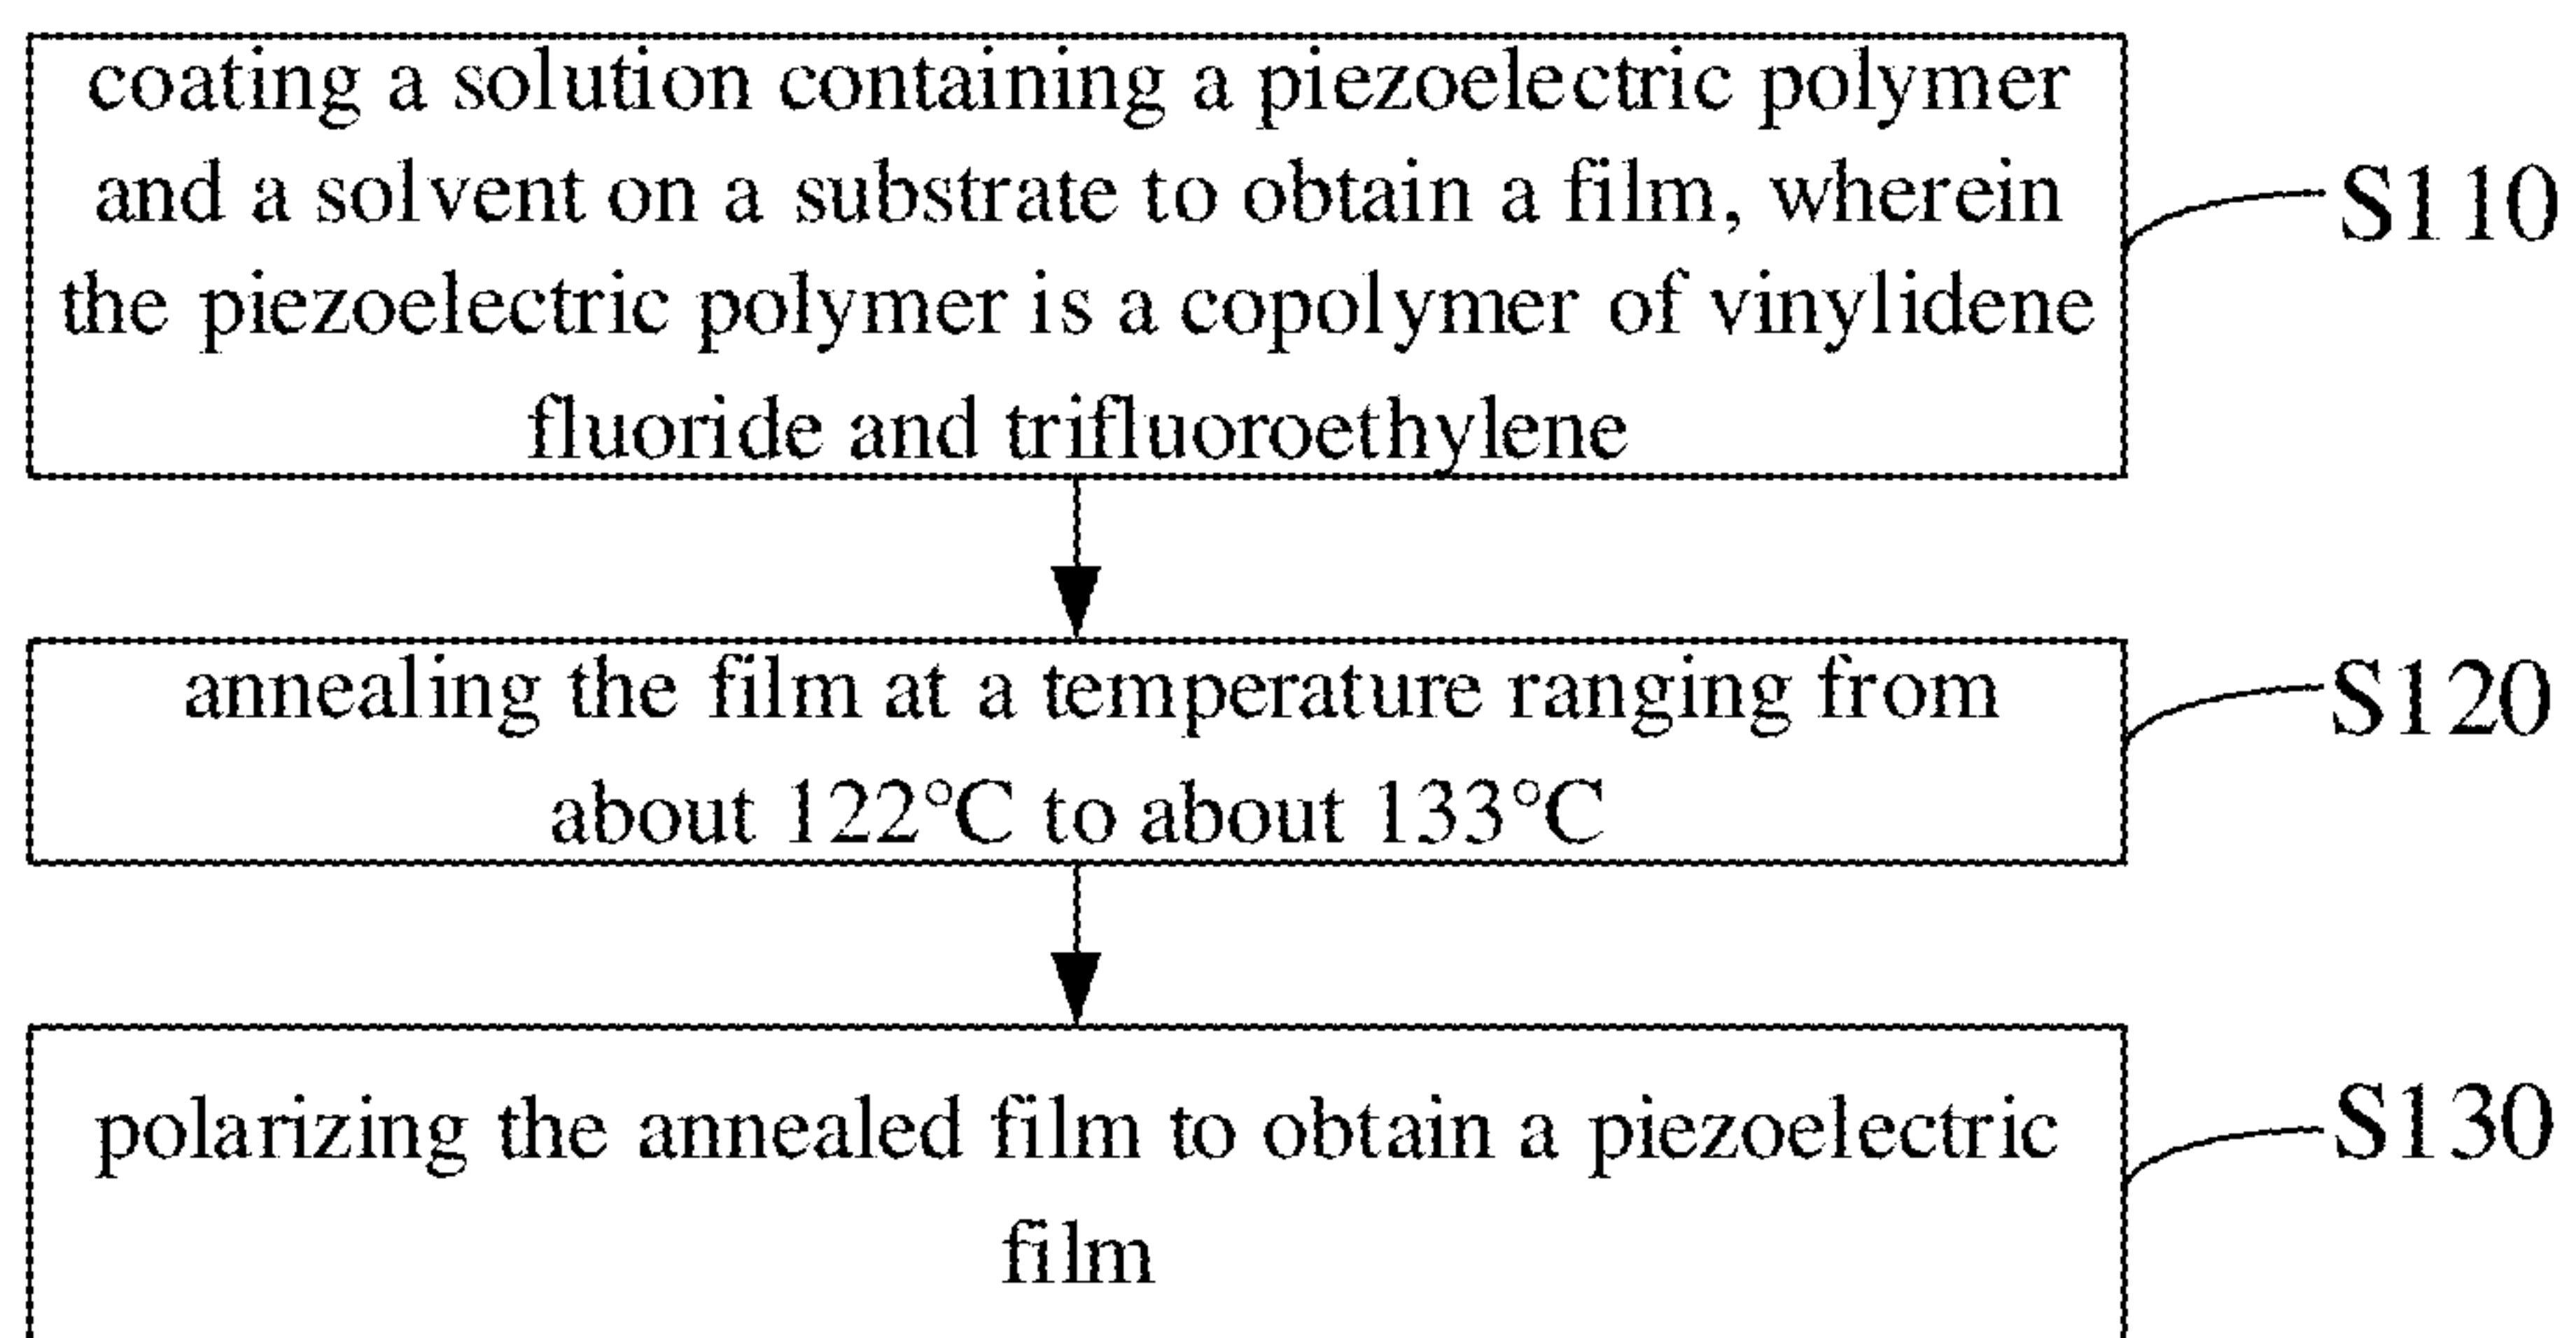 coating a solution containing a piezoelectric polymer
and a solvent on a substrate to obtain a film, wherein
the piezoelectric polymer is a copolymer of vinylidene
fluoride and trifluoroethylene
S110
annealing the film at a temperature ranging from
about 122°C to about 133°C
S120
polarizing the annealed film to obtain a piezoelectric
film
S130